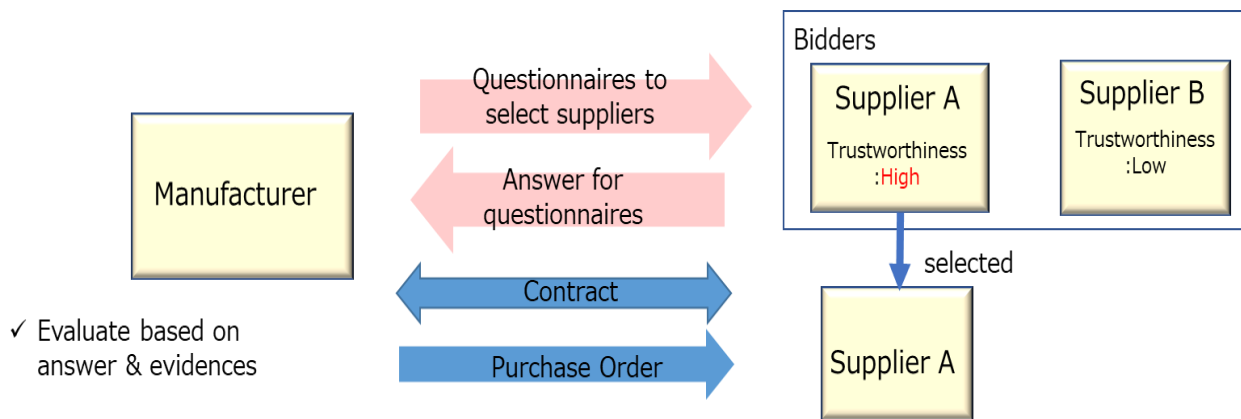 Bidders
Questionnaires to
select suppliers
Supplier A
Trustworthiness
:High
Supplier B
Trustworthiness
:Low
Manufacturer
Answer for
questionnaires
selected
Contract
✓ Evaluate based on
answer & evidences
Purchase Order
Supplier A